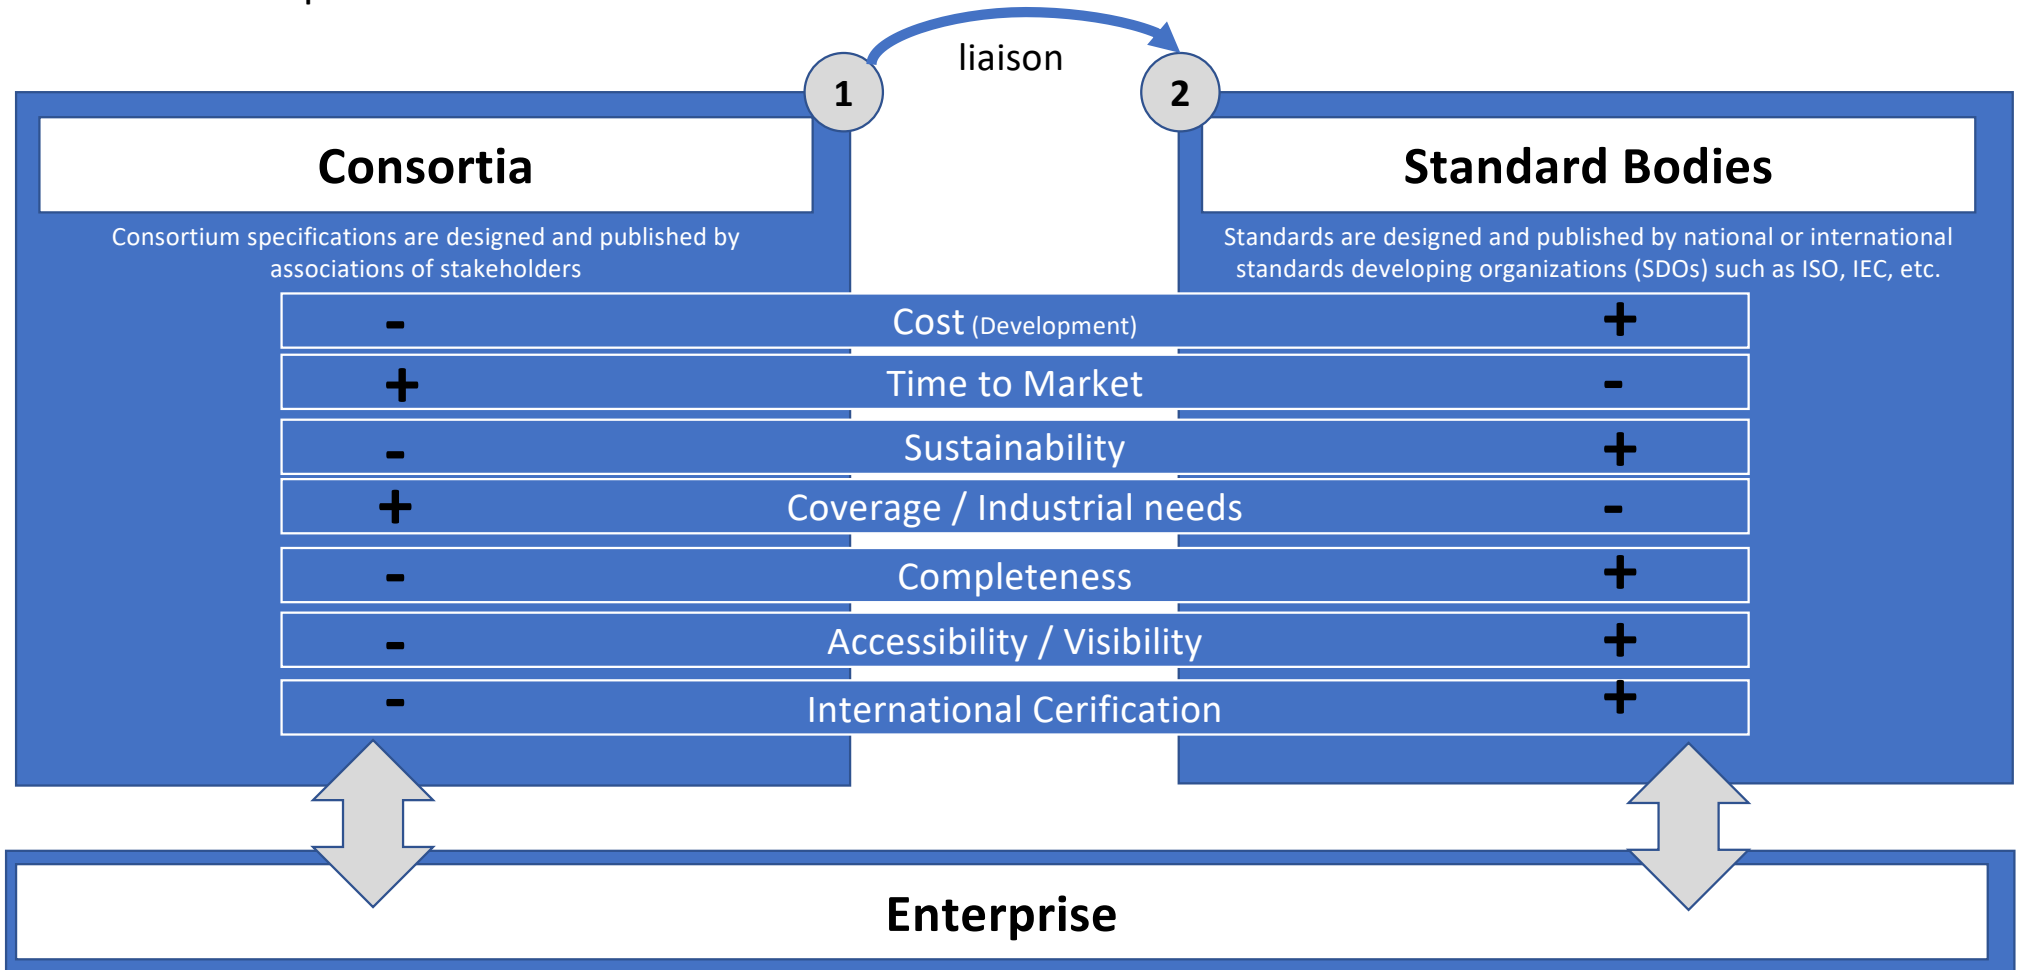 liaison
1
2
Consortia
Standard Bodies
Consortium specifications are designed and published by
associations of stakeholders
Standards are designed and published by national or international
standards developing organizations (SDOs) such as ISO, IEC, etc.
- Cost (Development) +
+ Time to Market -
- Sustainability +
+ Coverage / Industrial needs -
- Completeness +
- Accessibility / Visibility +
- International Cerification +
Enterprise